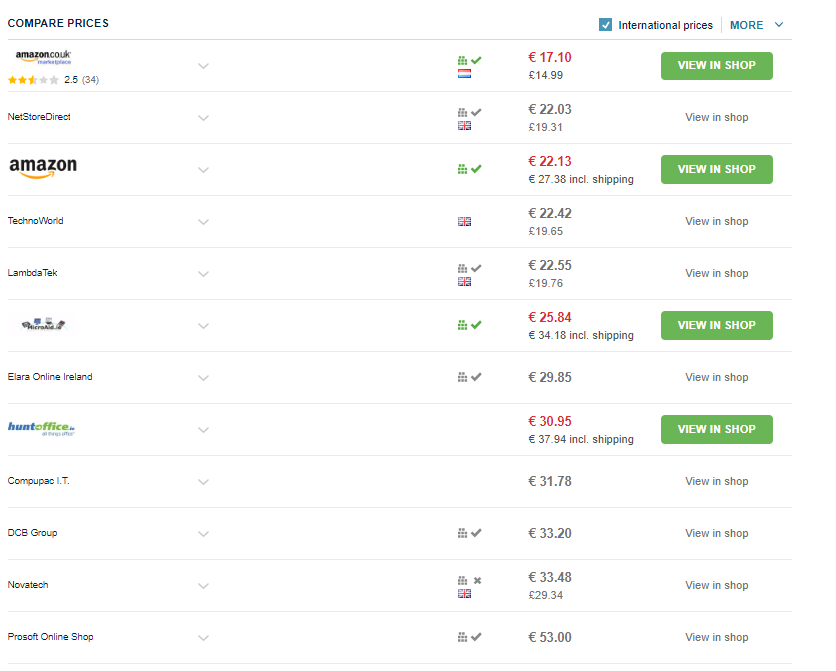 COMPARE PRICES
International prices
MORE
amazon.co.uk
marketplace
2.5 (34)
€ 17.10
£14.99
VIEW IN SHOP
NetStoreDirect
€ 22.03
£19.31
View in shop
amazon
€ 22.13
€ 27.38 incl. shipping
VIEW IN SHOP
TechnoWorld
€ 22.42
£19.65
View in shop
LambdaTek
€ 22.55
£19.76
View in shop
MicroAid.ie
€ 25.84
€ 34.18 incl. shipping
VIEW IN SHOP
Elara Online Ireland
€ 29.85
View in shop
huntoffice.ie
all things office!
€ 30.95
€ 37.94 incl. shipping
VIEW IN SHOP
Compupac I.T.
€ 31.78
View in shop
DCB Group
€ 33.20
View in shop
Novatech
€ 33.48
£29.34
View in shop
Prosoft Online Shop
€ 53.00
View in shop